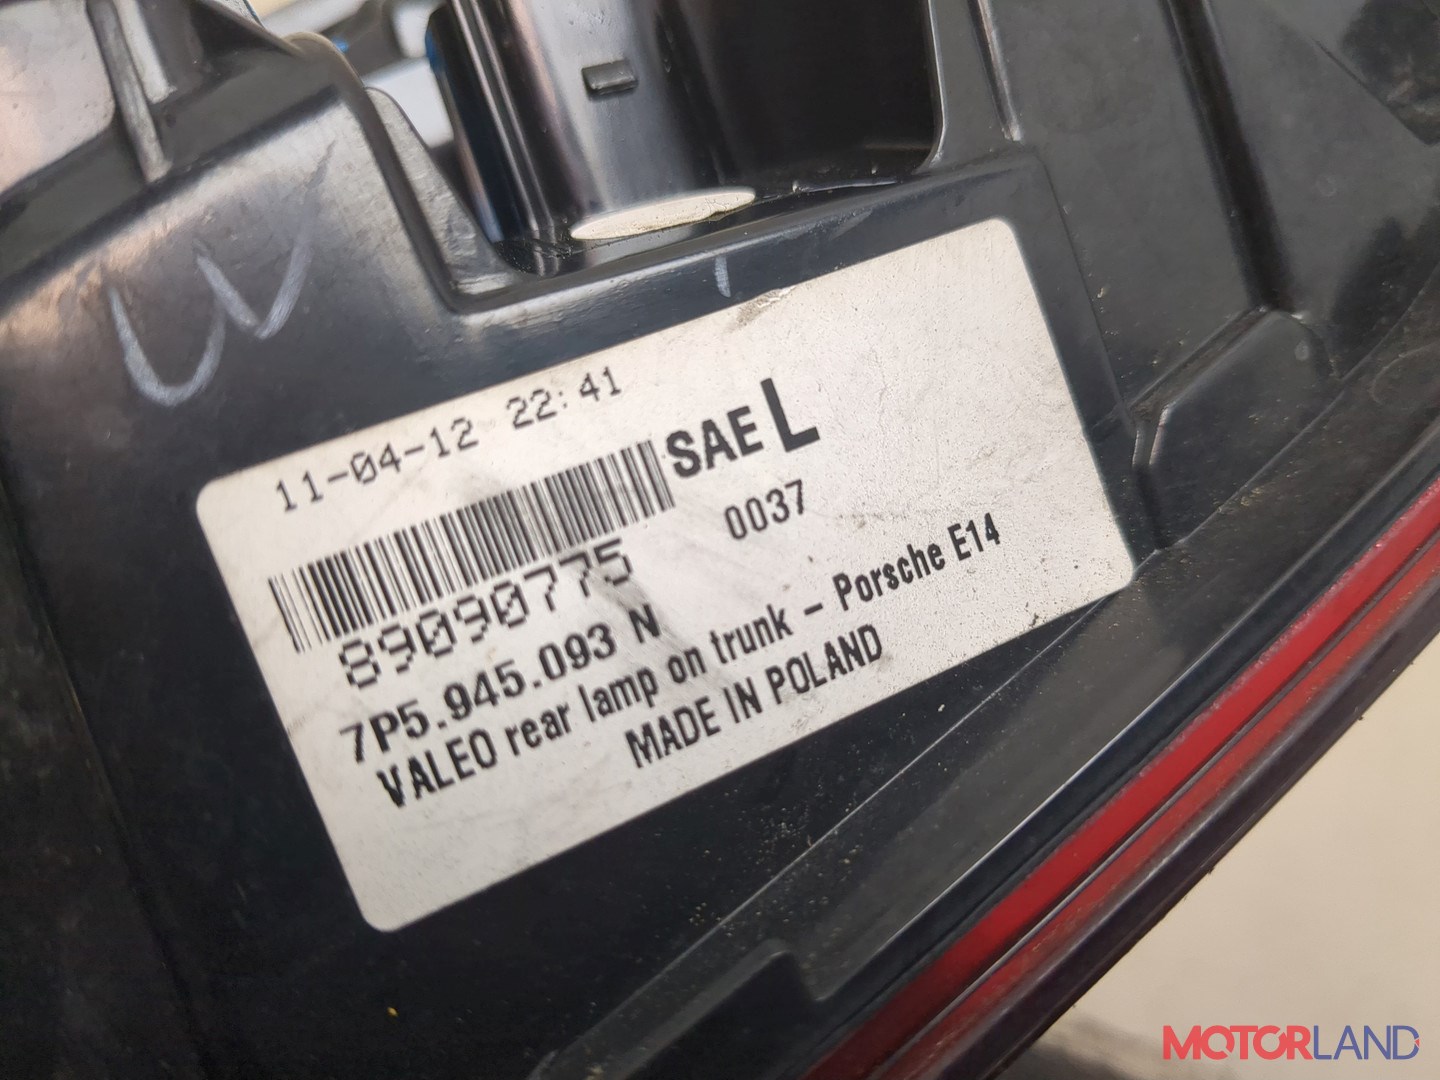 11-04-12 22:41
SAE L
0037
89090775
7P5.945.093 N
VALEO rear lamp on trunk - Porsche E14
MADE IN POLAND
MOTORLAND